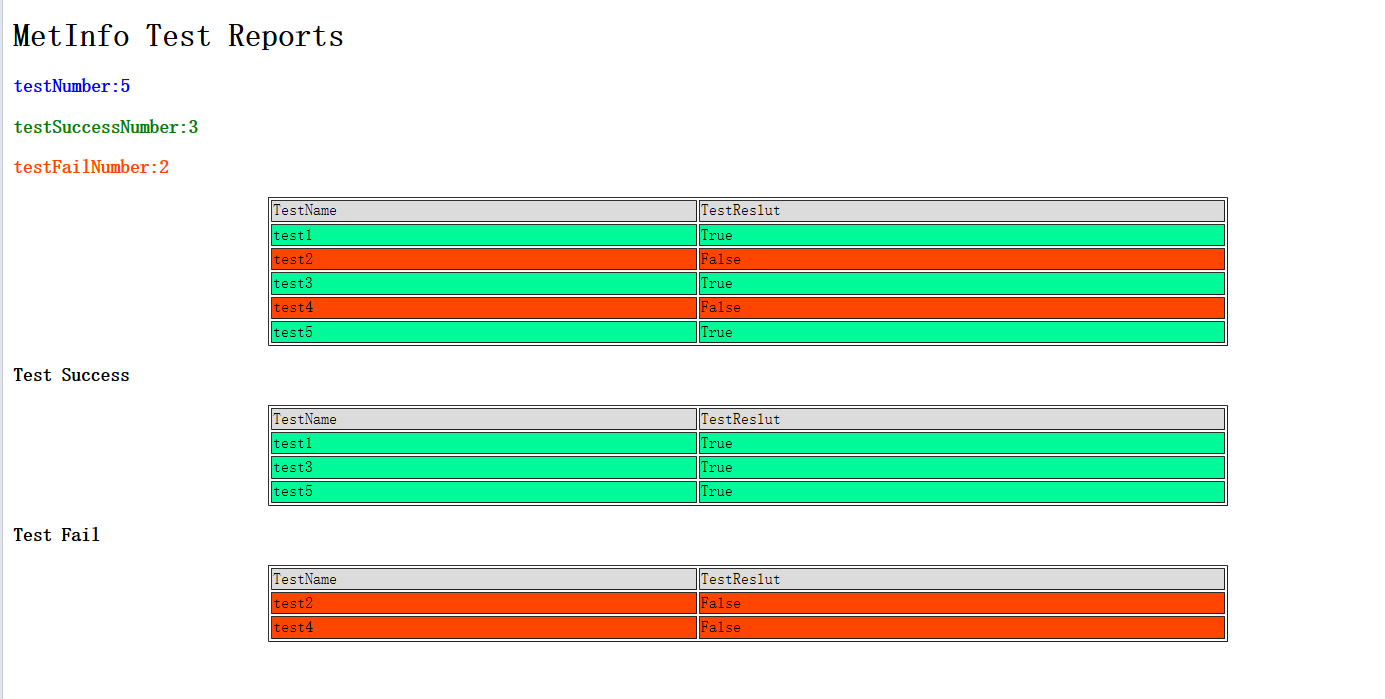 MetInfo Test Reports
testNumber:5
testSuccessNumber:3
testFailNumber:2
TestName TestReslut
test1 True
test2 False
test3 True
test4 False
test5 True
Test Success
TestName TestReslut
test1 True
test3 True
test5 True
Test Fail
TestName TestReslut
test2 False
test4 False